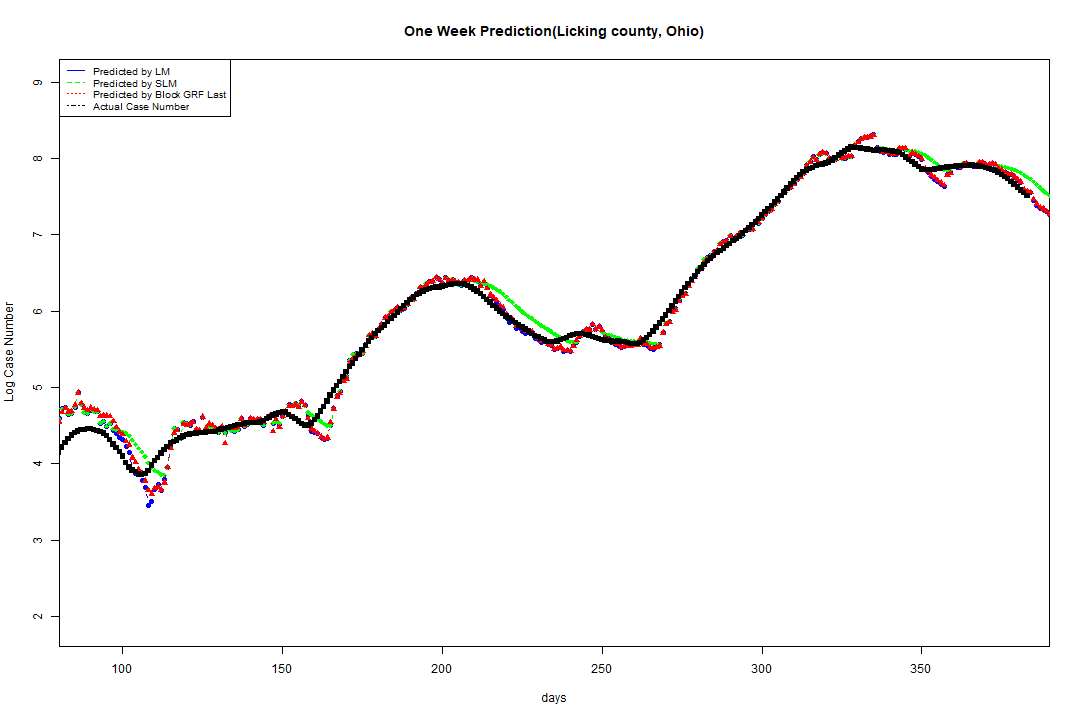 One Week Prediction(Licking county, Ohio)
Predicted by LM
Predicted by SLM
Predicted by Block GRF Last
Actual Case Number
9
8
7
6
5
4
3
2
Log Case Number
100 150 200 250 300 350
days